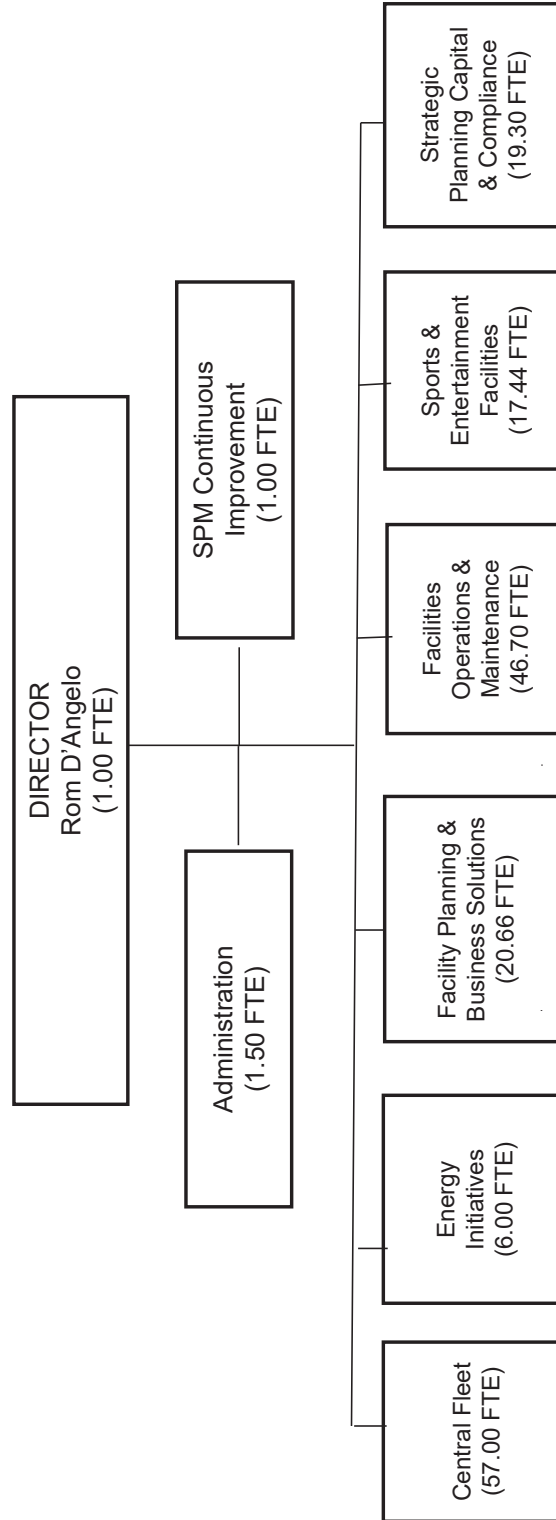 DIRECTOR
Rom D'Angelo
(1.00 FTE)
Administration
(1.50 FTE)
SPM Continuous
Improvement
(1.00 FTE)
Central Fleet
(57.00 FTE)
Energy
Initiatives
(6.00 FTE)
Facility Planning &
Business Solutions
(20.66 FTE)
Facilities
Operations &
Maintenance
(46.70 FTE)
Sports &
Entertainment
Facilities
(17.44 FTE)
Strategic
Planning Capital
& Compliance
(19.30 FTE)